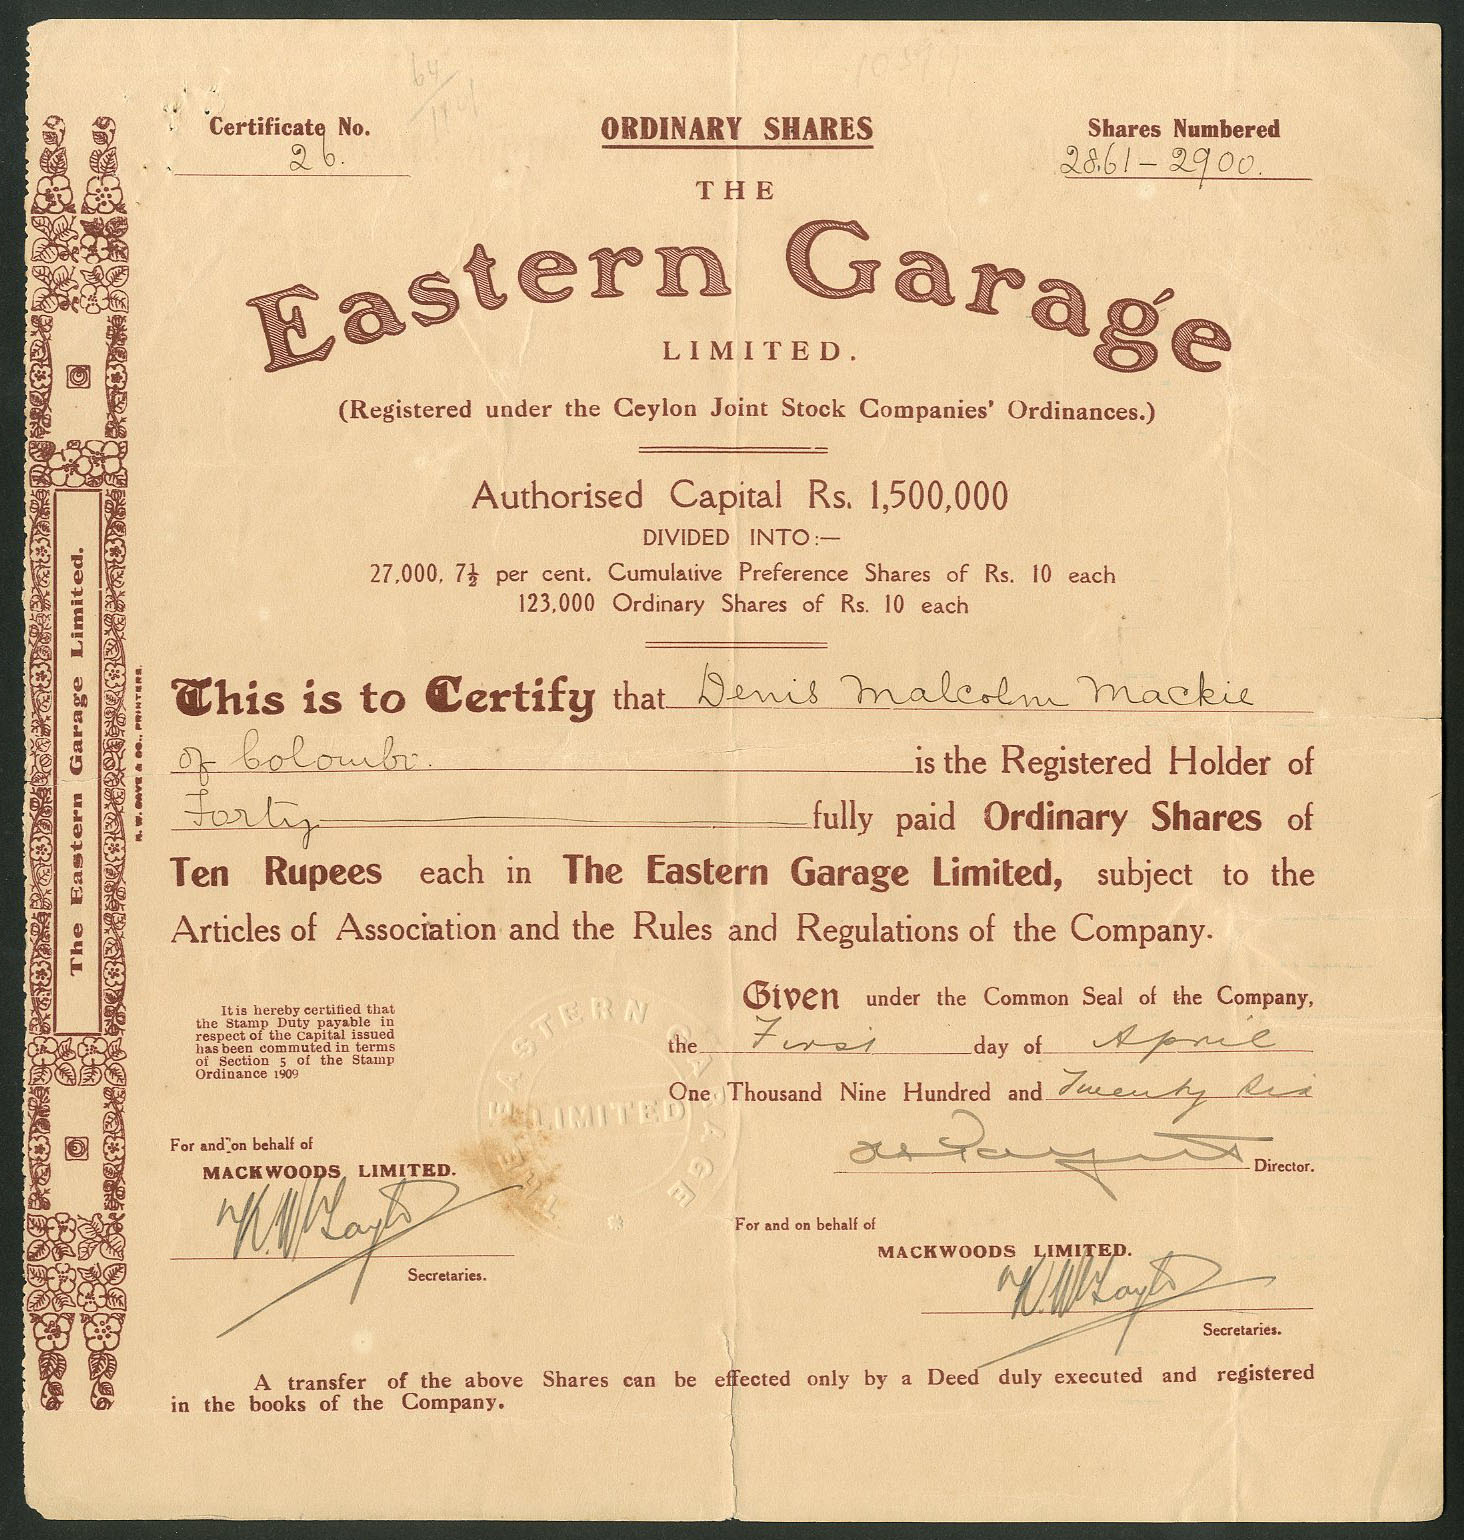 Certificate No. 26.
ORDINARY SHARES
Shares Numbered 2861 - 2900.
THE
Eastern Garage
LIMITED.
(Registered under the Ceylon Joint Stock Companies' Ordinances.)
Authorised Capital Rs. 1,500,000
DIVIDED INTO:—
27,000, 7½ per cent. Cumulative Preference Shares of Rs. 10 each
123,000 Ordinary Shares of Rs. 10 each
This is to Certify that Denis Malcolm Mackie
of Colombo. is the Registered Holder of
Forty fully paid Ordinary Shares of
Ten Rupees each in The Eastern Garage Limited, subject to the
Articles of Association and the Rules and Regulations of the Company.
Given under the Common Seal of the Company,
the First day of April
One Thousand Nine Hundred and Twenty Six
Director.
It is hereby certified that
the Stamp Duty payable in
respect of the Capital issued
has been commuted in terms
of Section 5 of the Stamp
Ordinance 1909
For and on behalf of
MACKWOODS LIMITED.
Secretaries.
For and on behalf of
MACKWOODS LIMITED.
Secretaries.
A transfer of the above Shares can be effected only by a Deed duly executed and registered
in the books of the Company.
The Eastern Garage Limited.
H. W. CAVE & CO., PRINTERS.
THE EASTERN GARAGE
LIMITED